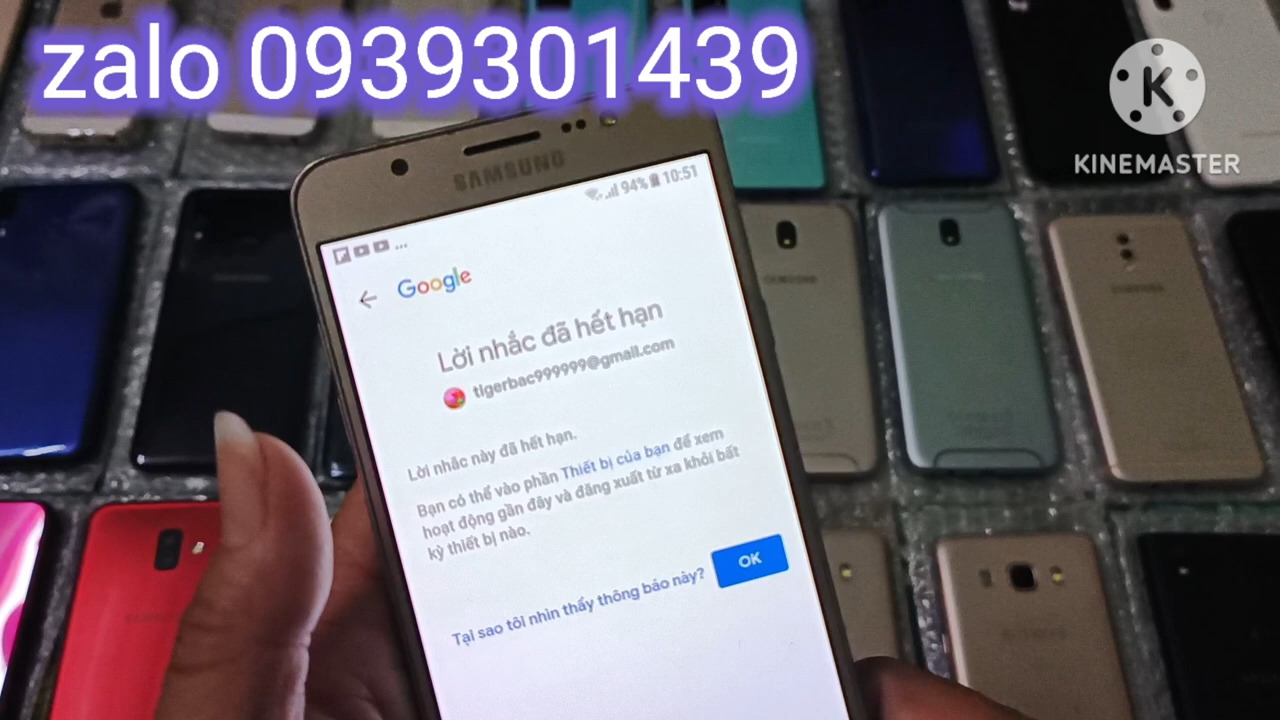 zalo 0939301439
K
KINEMASTER
SAMSUNG
94% 10:51
Google
Lời nhắc đã hết hạn
tigerbac999999@gmail.com
Lời nhắc này đã hết hạn.
Bạn có thể vào phần Thiết bị của bạn để xem
hoạt động gần đây và đăng xuất từ xa khỏi bất
kỳ thiết bị nào.
Tại sao tôi nhìn thấy thông báo này?
OK